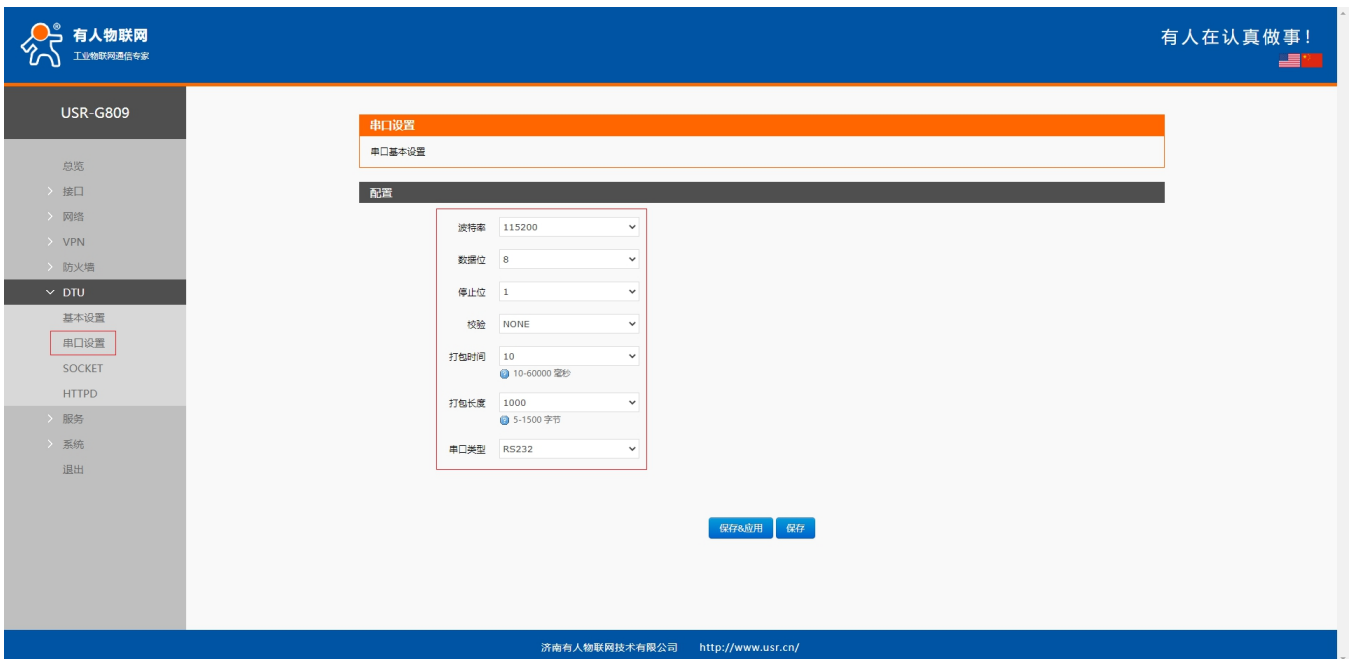 有人物联网
工业物联网通信专家
有人在认真做事!
USR-G809
总览
接口
网络
VPN
防火墙
DTU
基本设置
串口设置
SOCKET
HTTPD
服务
系统
退出
串口设置
串口基本设置
配置
波特率 115200
数据位 8
停止位 1
校验 NONE
打包时间 10
10-60000 毫秒
打包长度 1000
5-1500 字节
串口类型 RS232
保存&应用 保存
济南有人物联网技术有限公司 http://www.usr.cn/